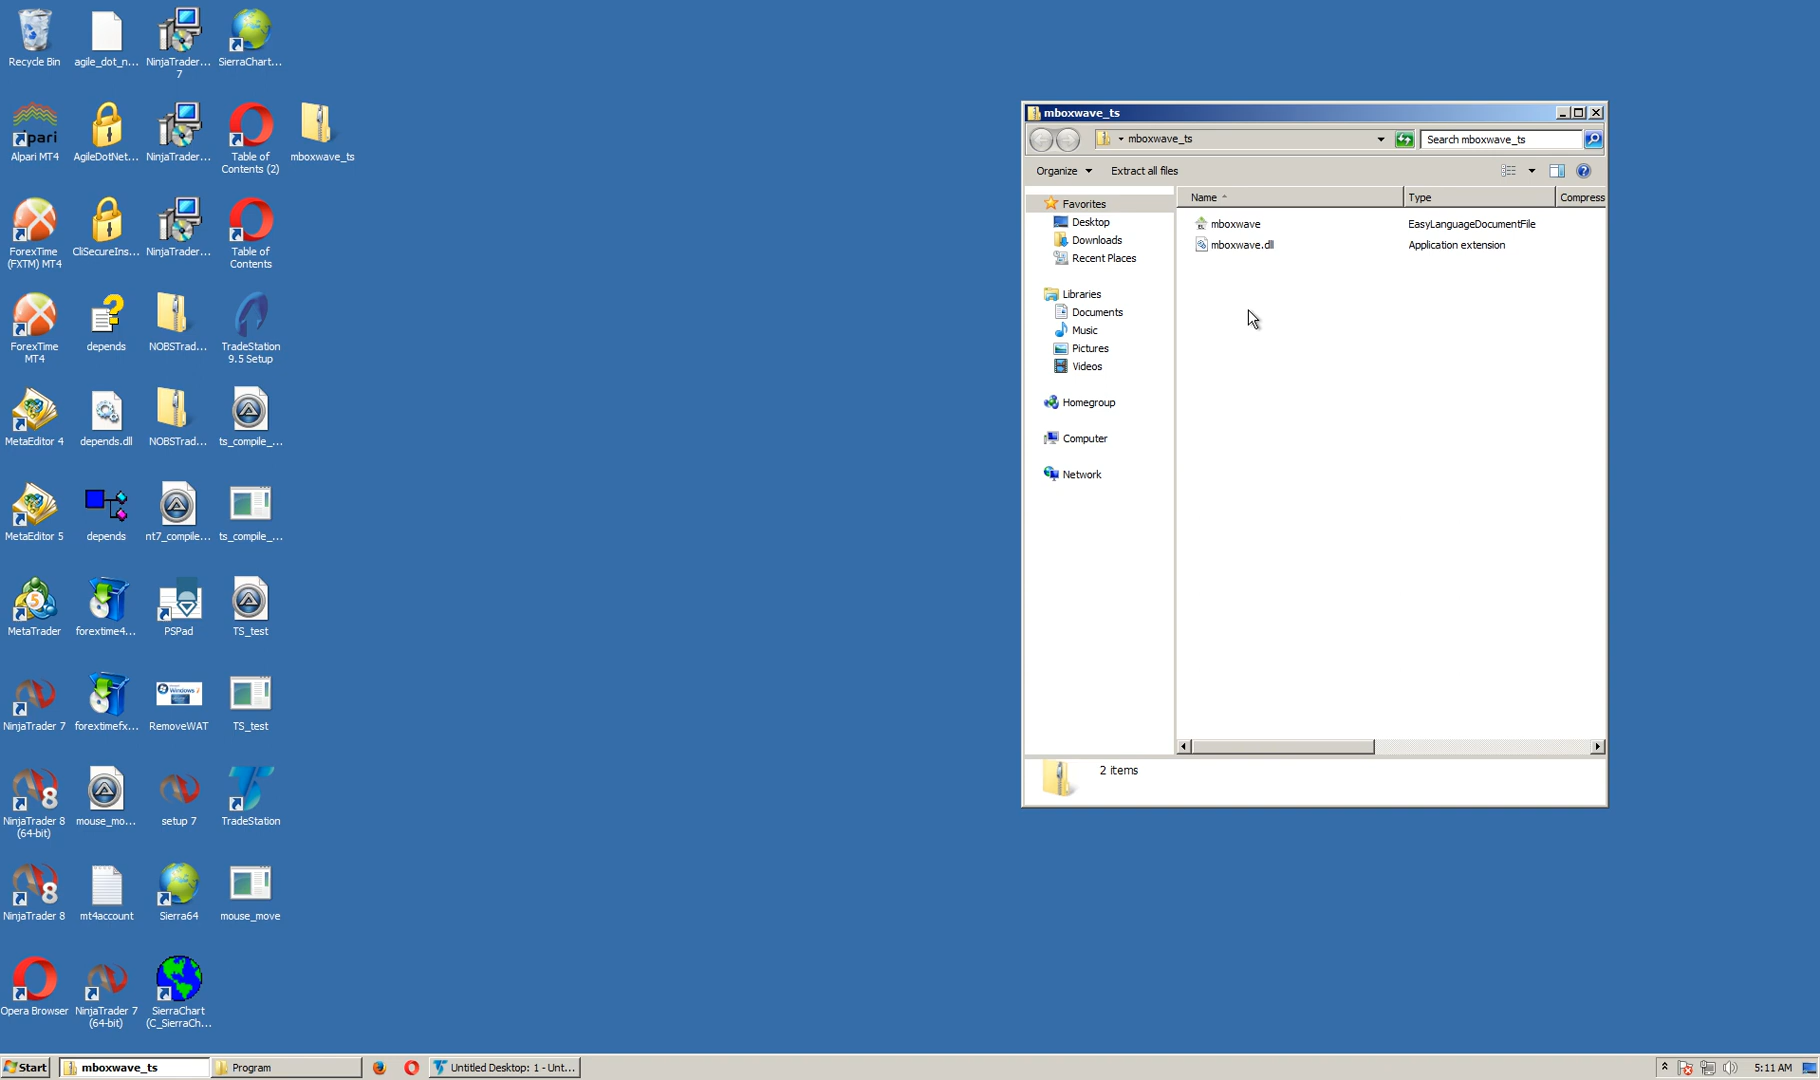 Recycle Bin
agile_dot_n...
NinjaTrader...
7
SierraChart...
Alpari MT4
AgileDotNet...
NinjaTrader...
Table of
Contents (2)
mboxwave_ts
ForexTime
(FXTM) MT4
CliSecureIns...
NinjaTrader...
Table of
Contents
ForexTime
MT4
depends
NOBSTrad...
TradeStation
9.5 Setup
MetaEditor 4
depends.dll
NOBSTrad...
ts_compile_...
MetaEditor 5
depends
nt7_compile...
ts_compile_...
MetaTrader
forextime4...
PSPad
TS_test
NinjaTrader 7
forextimefx...
RemoveWAT
TS_test
NinjaTrader 8
(64-bit)
mouse_mo...
setup 7
TradeStation
NinjaTrader 8
mt4account
Sierra64
mouse_move
Opera Browser
NinjaTrader 7
(64-bit)
SierraChart
(C_SierraCh...
mboxwave_ts
mboxwave_ts
Search mboxwave_ts
Organize
Extract all files
Favorites
Desktop
Downloads
Recent Places
Libraries
Documents
Music
Pictures
Videos
Homegroup
Computer
Network
Name
Type
Compress
mboxwave
EasyLanguageDocumentFile
mboxwave.dll
Application extension
2 items
Start
mboxwave_ts
Program
Untitled Desktop: 1 - Unt...
5:11 AM